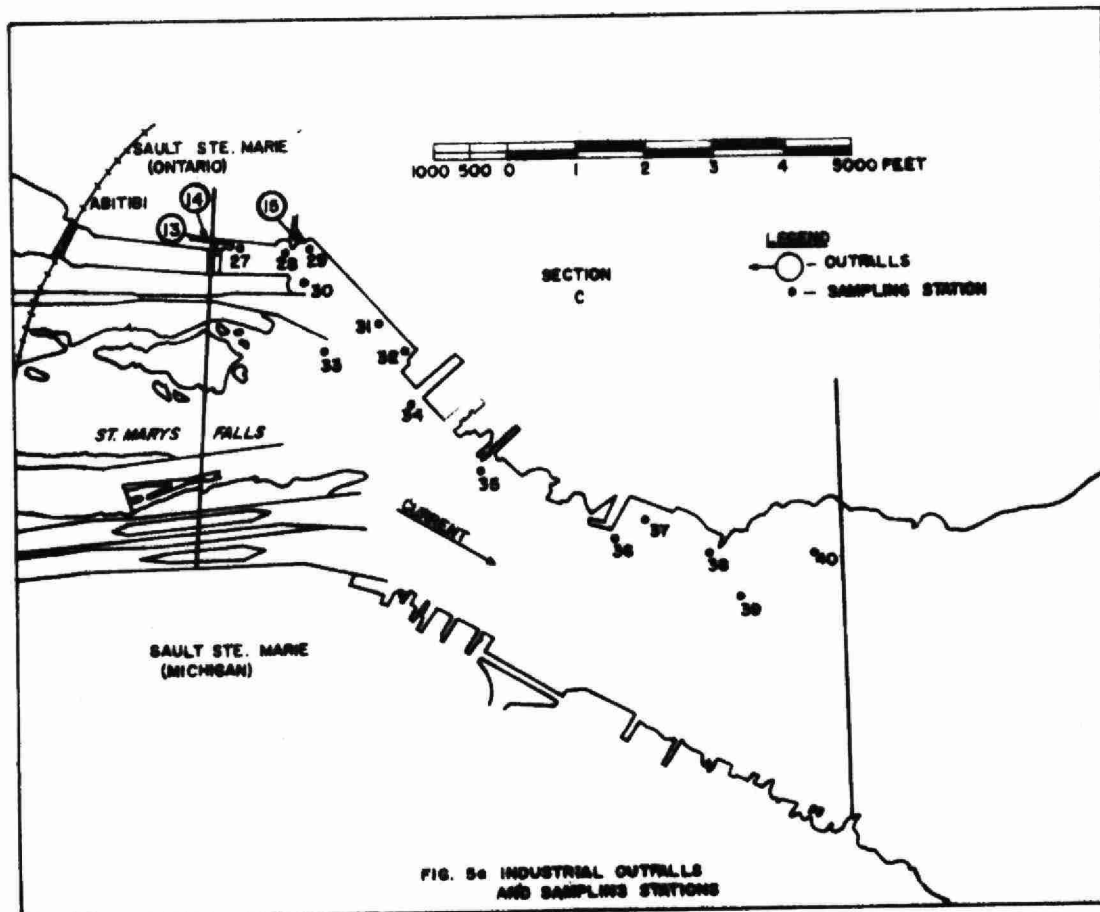 SAULT STE. MARIE
(ONTARIO)
1000 500 0 1 2 3 4 5000 FEET
ABITIBI
14
13
15
LEGEND
- OUTFALLS
- SAMPLING STATION
SECTION
C
27
28
29
30
31
32
33
34
35
ST. MARYS FALLS
CURRENT
36
37
38
39
40
SAULT STE. MARIE
(MICHIGAN)
FIG. 5c INDUSTRIAL OUTFALLS
AND SAMPLING STATIONS